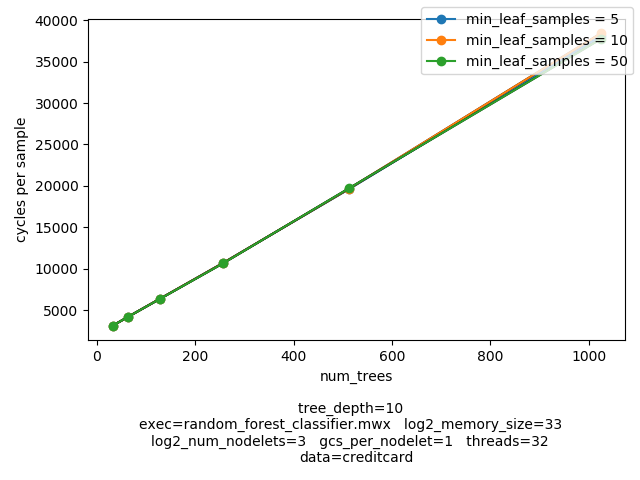 min_leaf_samples = 5
min_leaf_samples = 10
min_leaf_samples = 50
40000
35000
30000
25000
20000
15000
10000
5000
cycles per sample
0 200 400 600 800 1000
num_trees
tree_depth=10
exec=random_forest_classifier.mwx log2_memory_size=33
log2_num_nodelets=3 gcs_per_nodelet=1 threads=32
data=creditcard